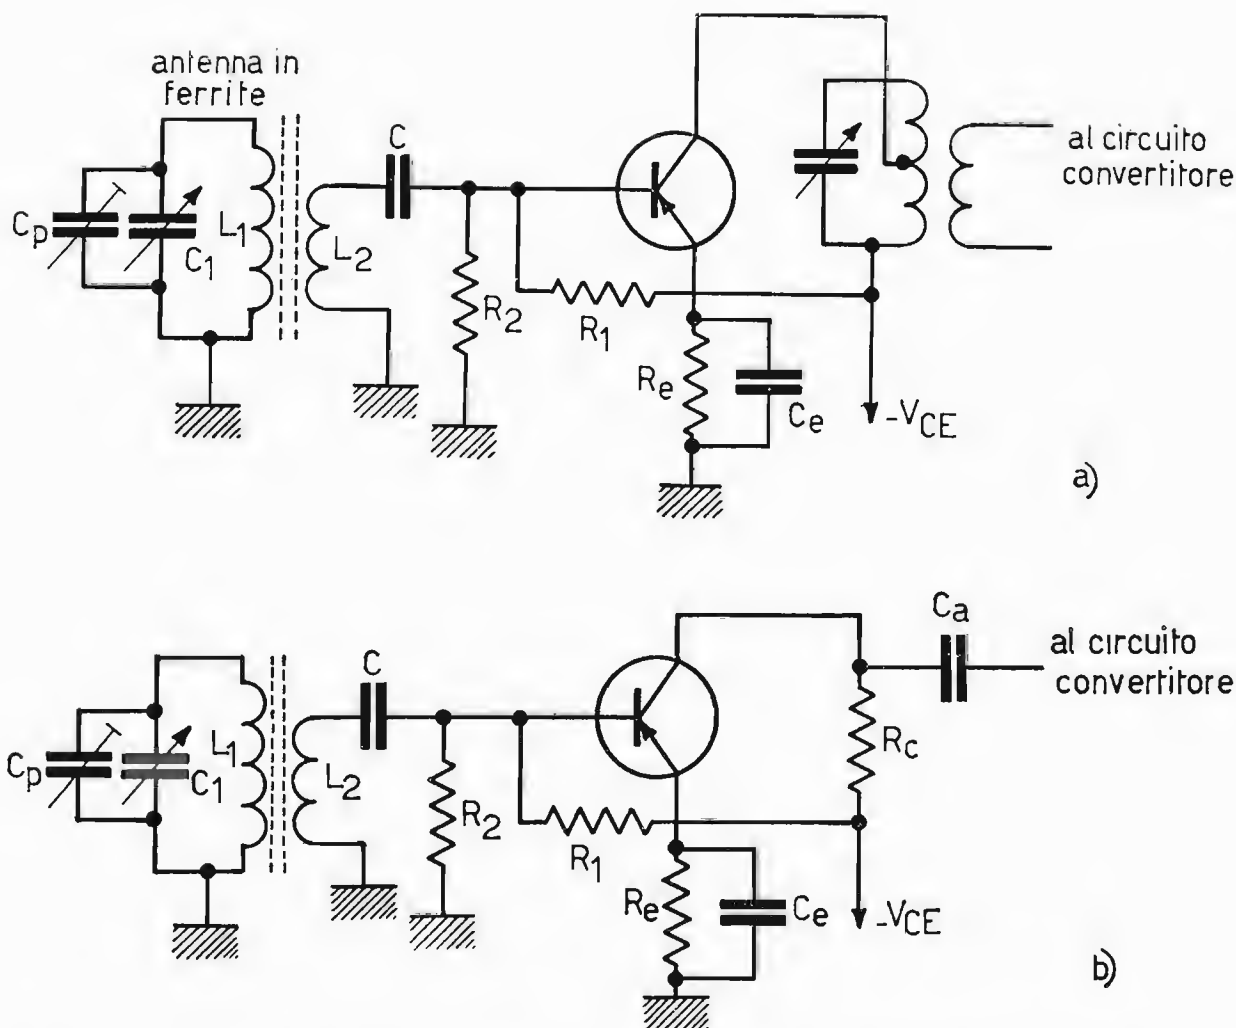 antenna in
ferrite
Cp
C1
L1
L2
C
R2
R1
Re
Ce
-VCE
al circuito
convertitore
a)
Cp
C1
L1
L2
C
R2
R1
Re
Ce
Rc
Ca
-VCE
al circuito
convertitore
b)